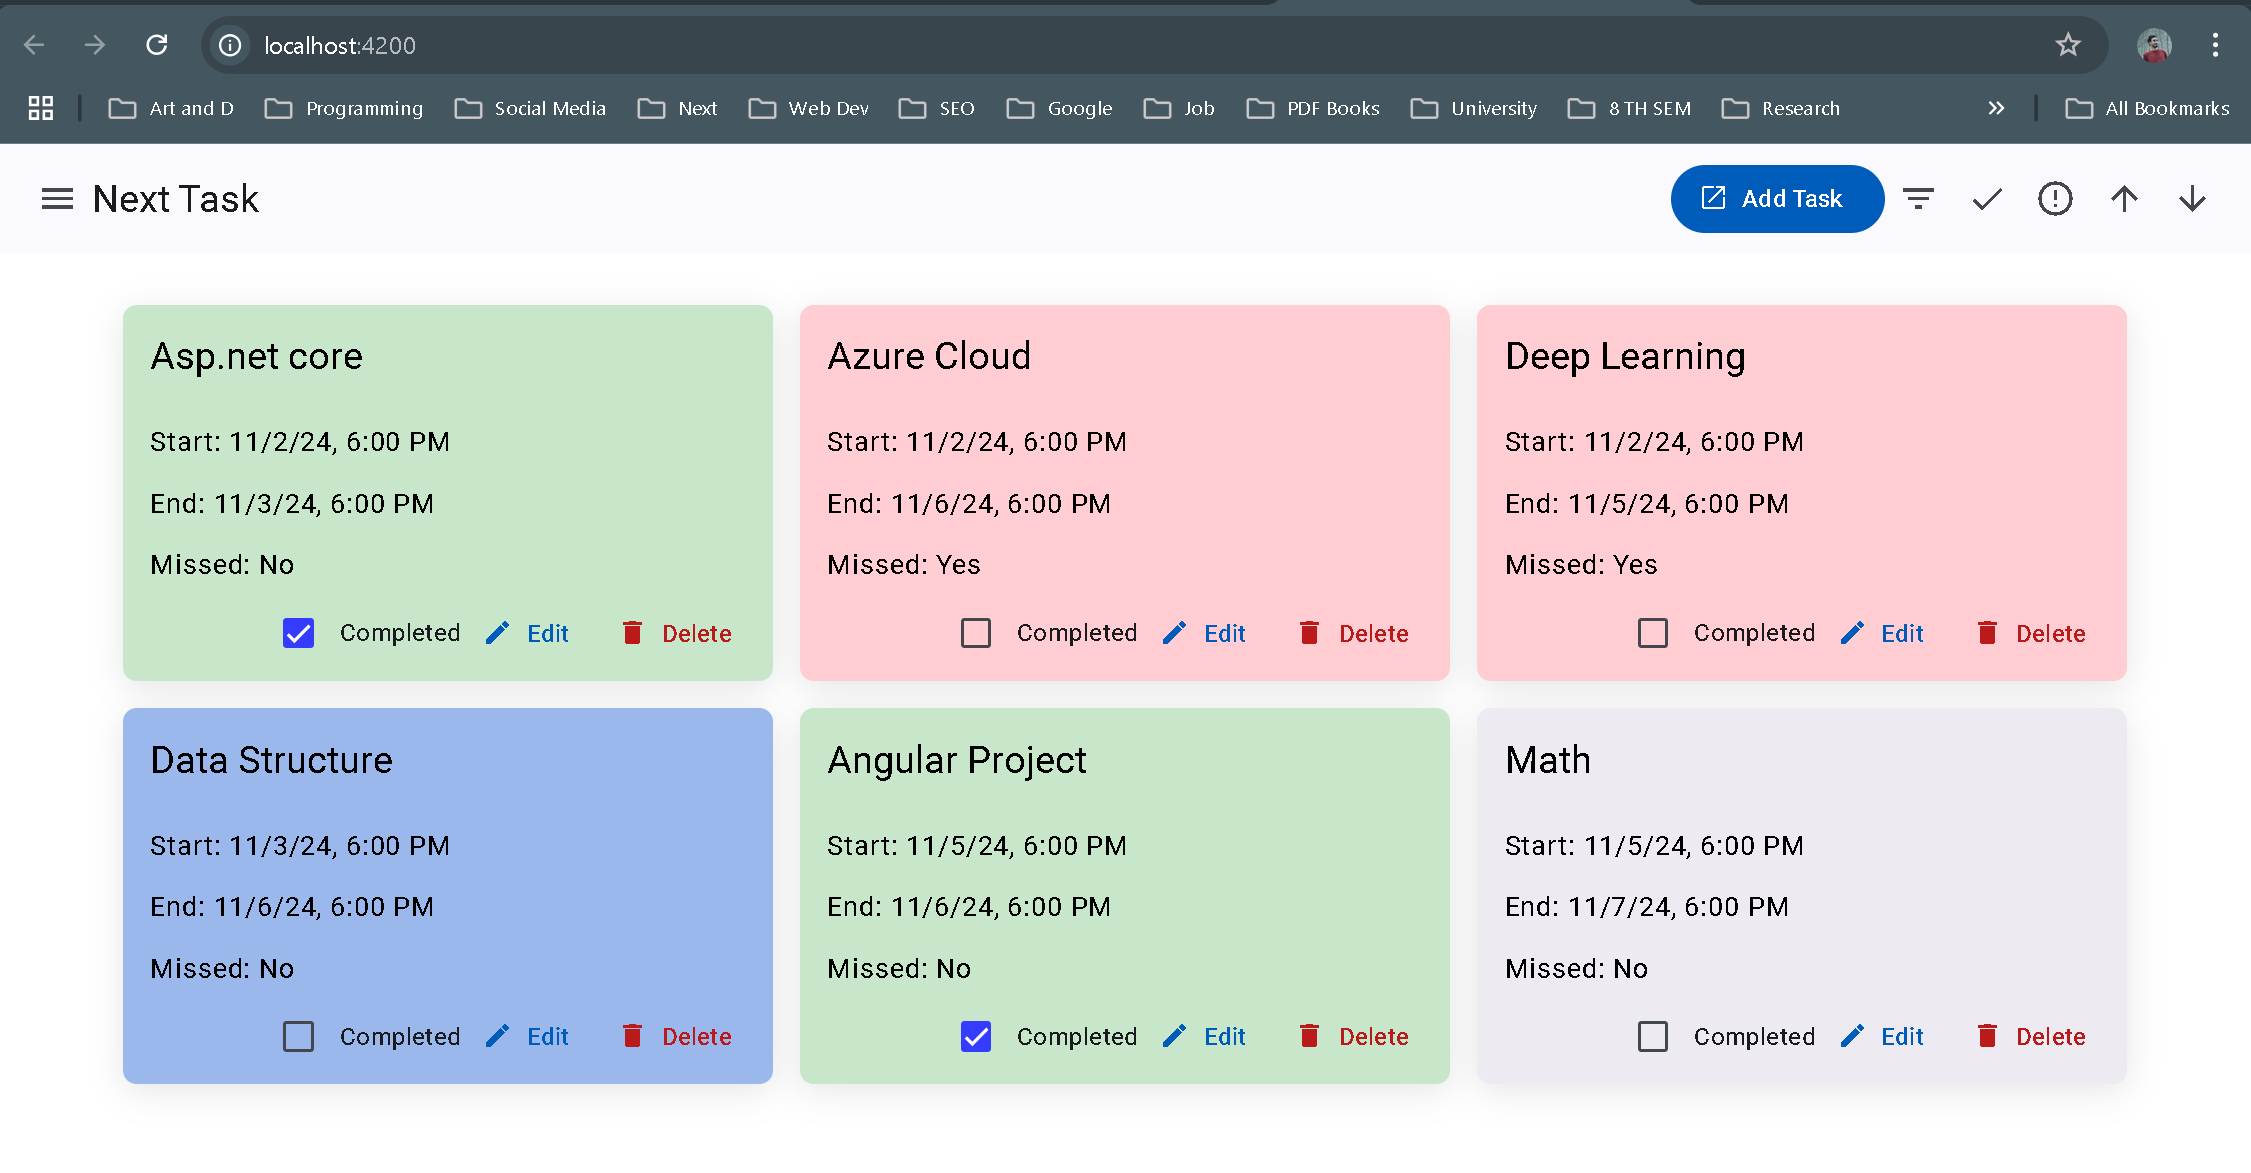 localhost:4200
Art and D Programming Social Media Next Web Dev SEO Google Job PDF Books University 8 TH SEM Research All Bookmarks
Next Task
Add Task
Asp.net core
Start: 11/2/24, 6:00 PM
End: 11/3/24, 6:00 PM
Missed: No
Completed Edit Delete
Azure Cloud
Start: 11/2/24, 6:00 PM
End: 11/6/24, 6:00 PM
Missed: Yes
Completed Edit Delete
Deep Learning
Start: 11/2/24, 6:00 PM
End: 11/5/24, 6:00 PM
Missed: Yes
Completed Edit Delete
Data Structure
Start: 11/3/24, 6:00 PM
End: 11/6/24, 6:00 PM
Missed: No
Completed Edit Delete
Angular Project
Start: 11/5/24, 6:00 PM
End: 11/6/24, 6:00 PM
Missed: No
Completed Edit Delete
Math
Start: 11/5/24, 6:00 PM
End: 11/7/24, 6:00 PM
Missed: No
Completed Edit Delete